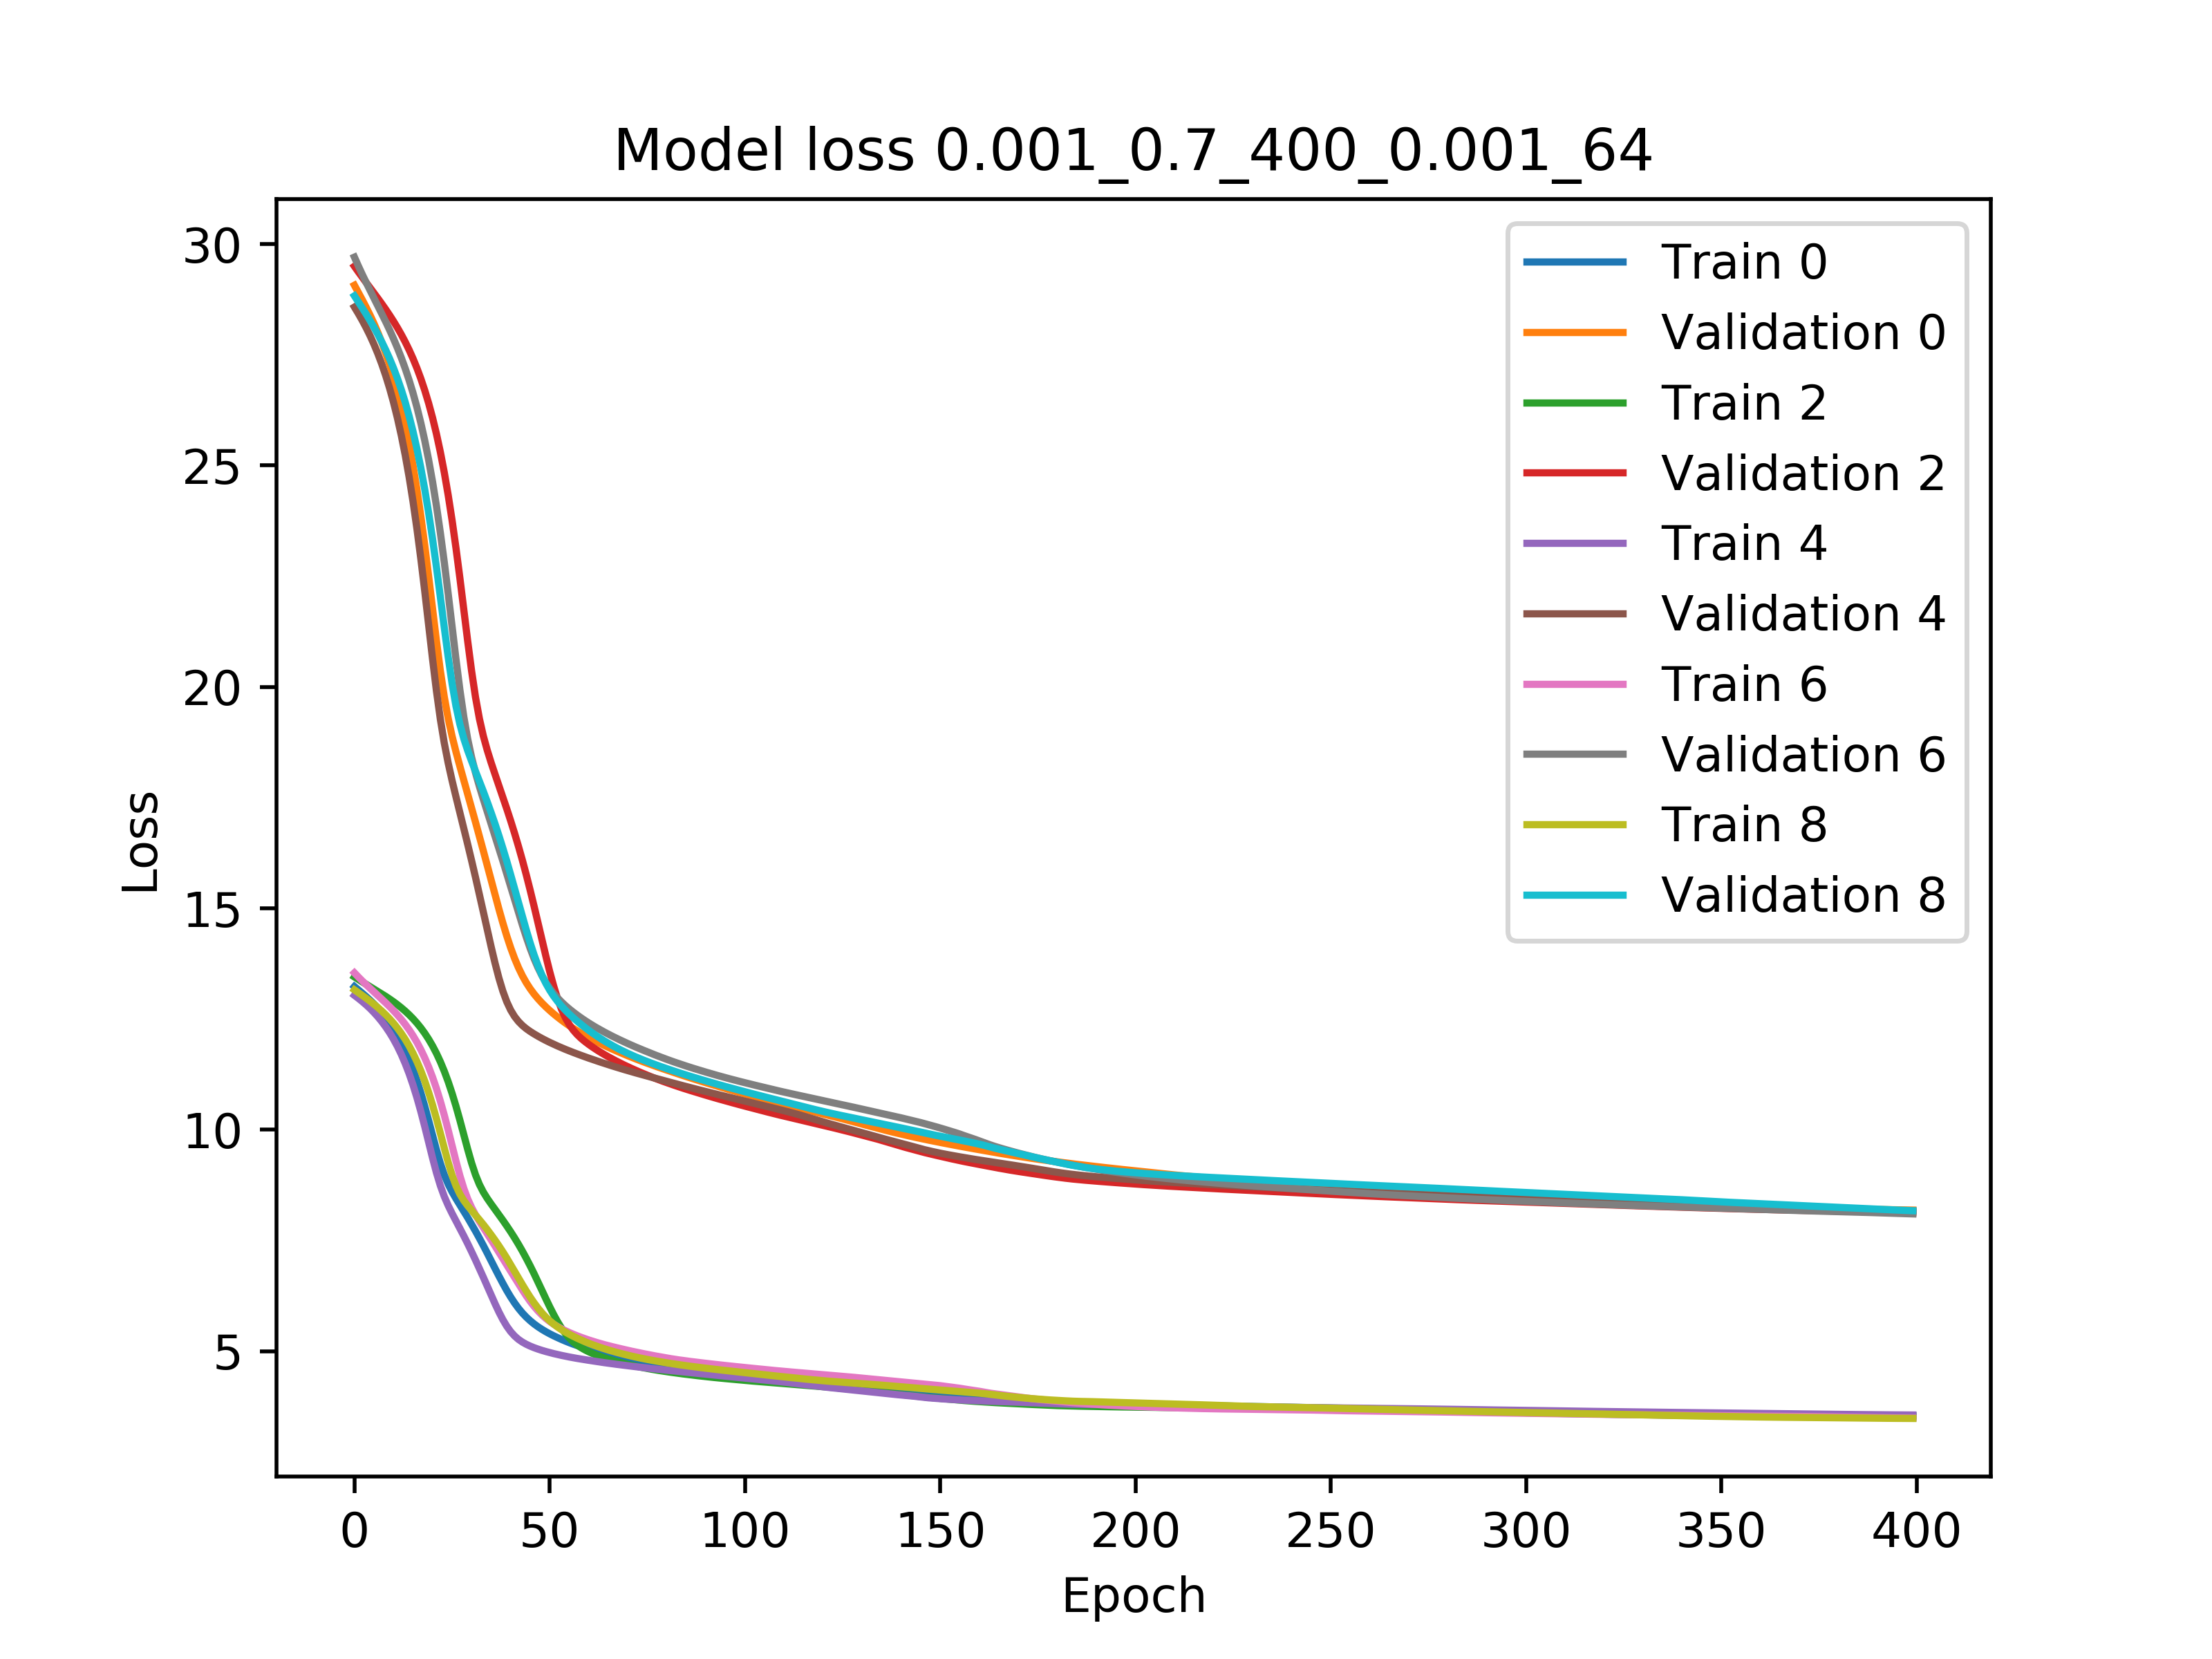 Model loss 0.001_0.7_400_0.001_64
30
25
20
15
10
5
Loss
Train 0
Validation 0
Train 2
Validation 2
Train 4
Validation 4
Train 6
Validation 6
Train 8
Validation 8
0 50 100 150 200 250 300 350 400
Epoch